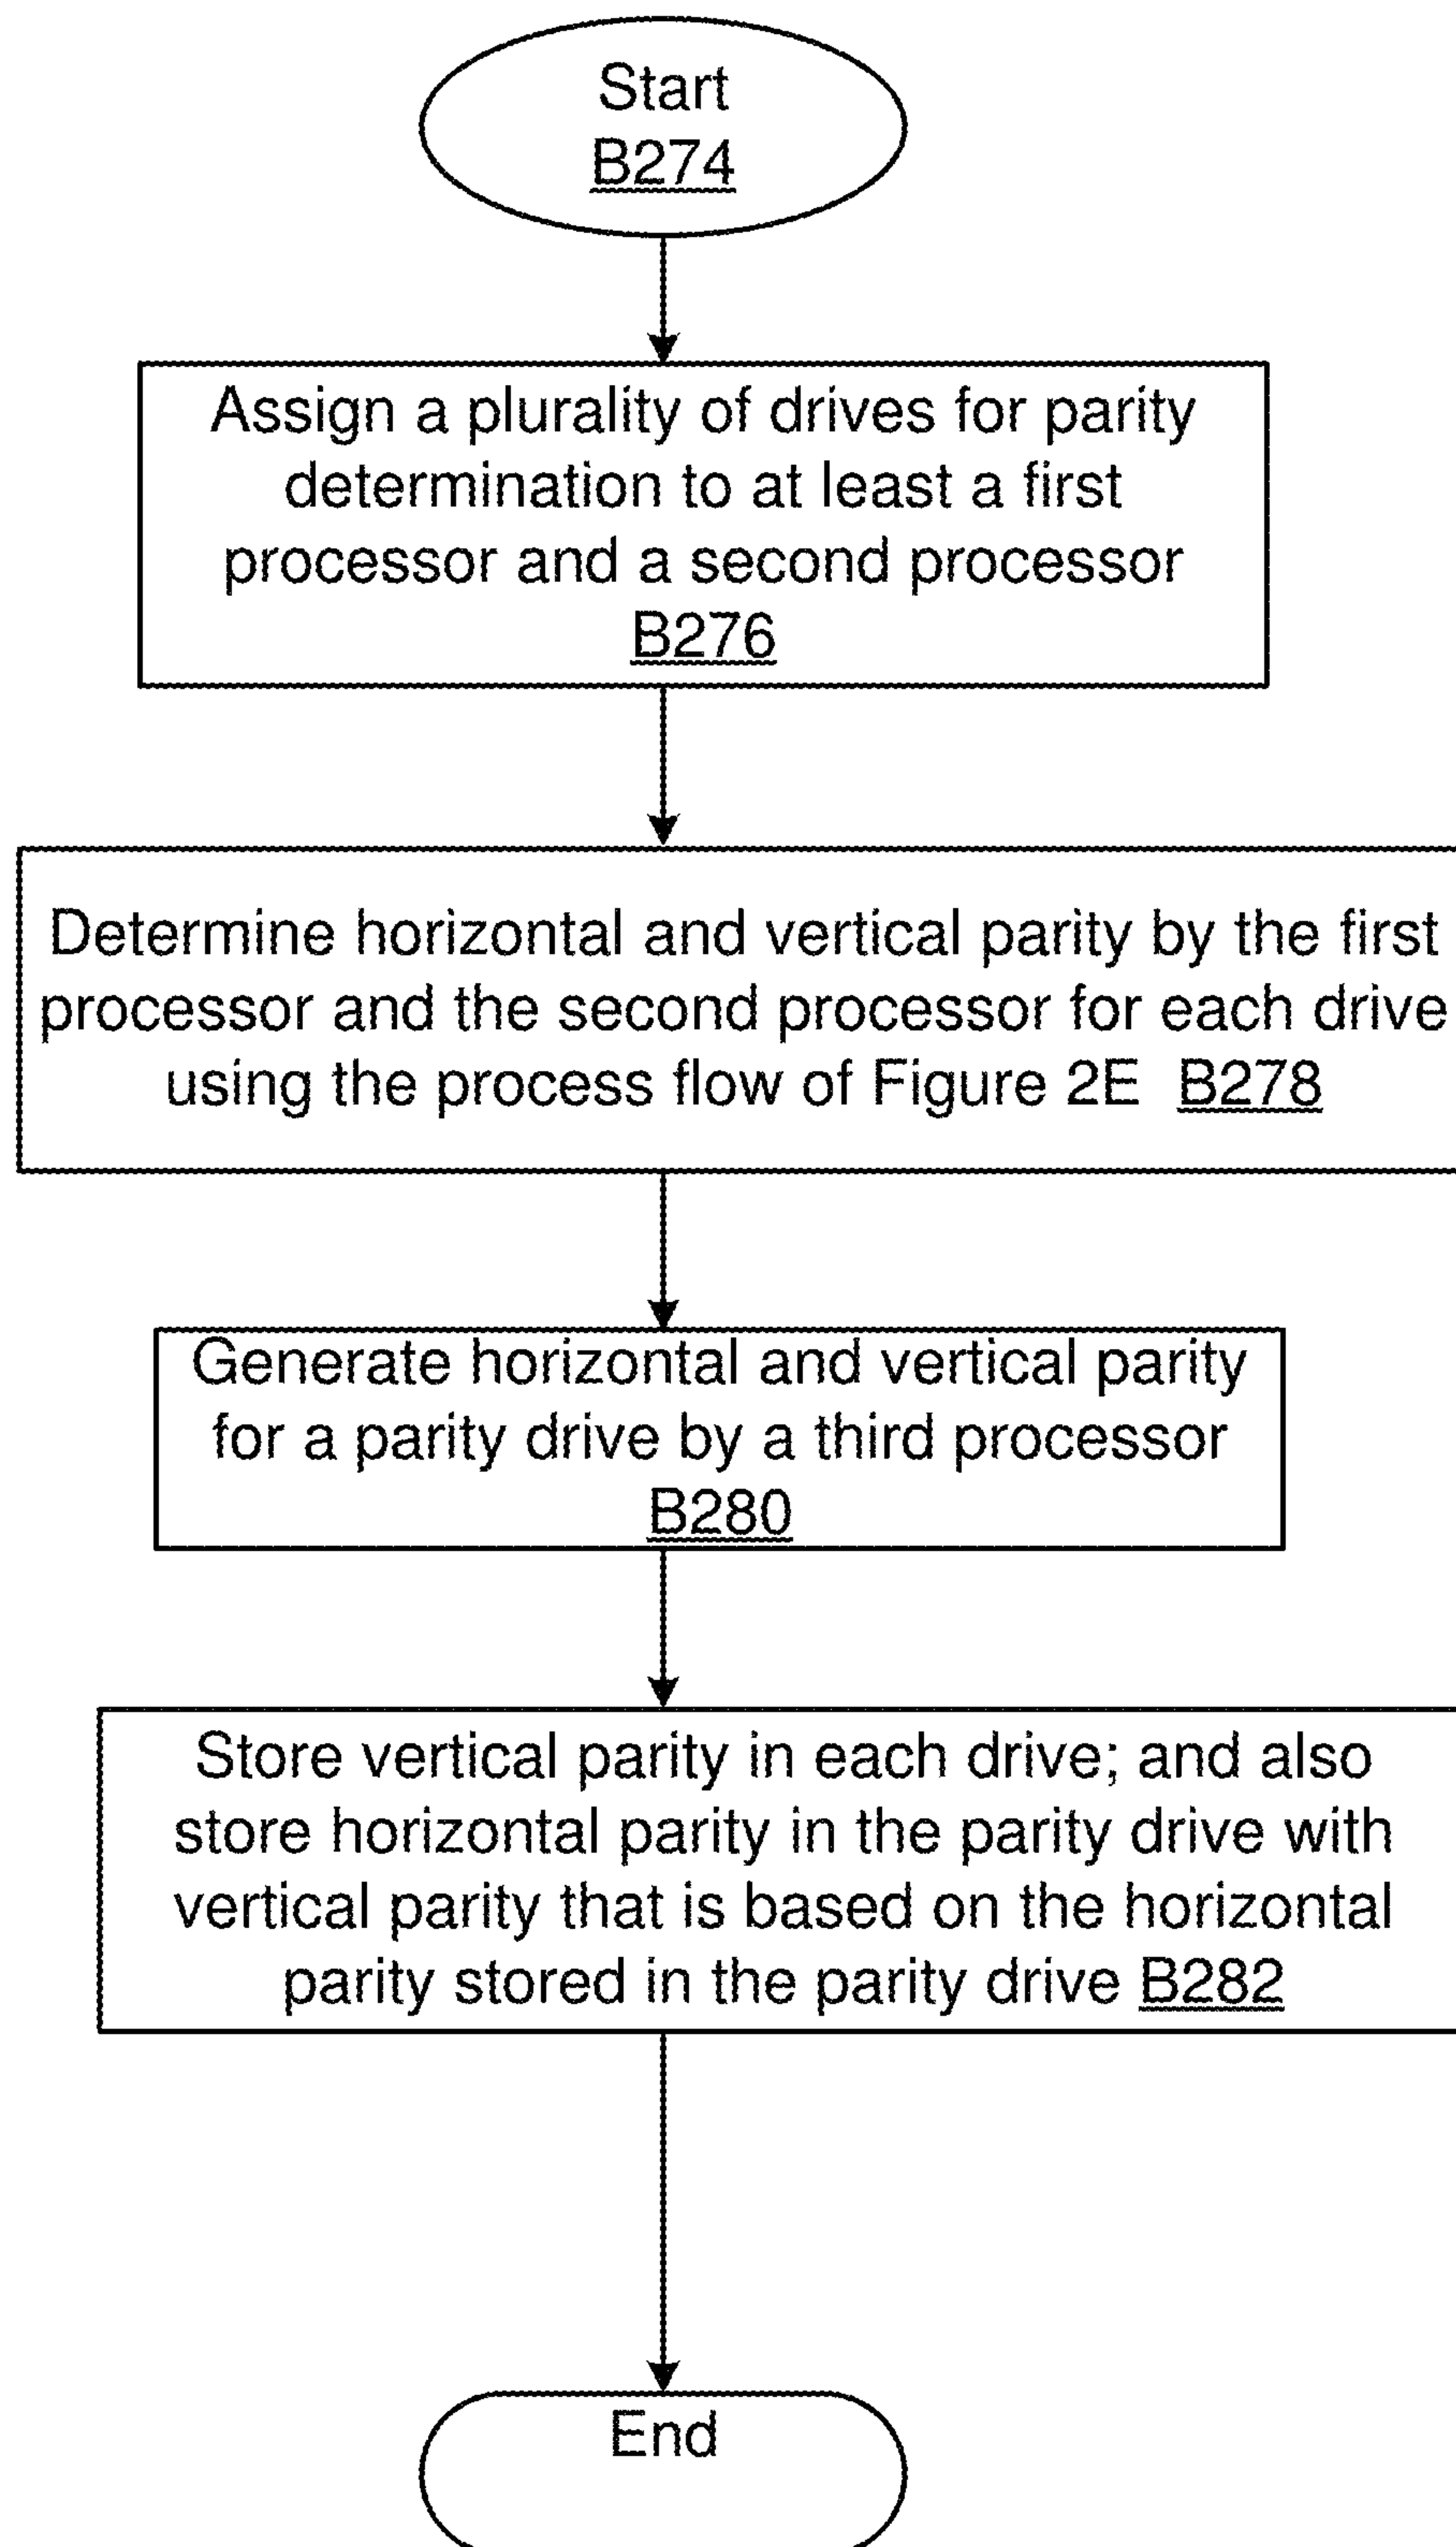 Start
B274
Assign a plurality of drives for parity
determination to at least a first
processor and a second processor
B276
Determine horizontal and vertical parity by the first
processor and the second processor for each drive
using the process flow of Figure 2E B278
Generate horizontal and vertical parity
for a parity drive by a third processor
B280
Store vertical parity in each drive; and also
store horizontal parity in the parity drive with
vertical parity that is based on the horizontal
parity stored in the parity drive B282
End